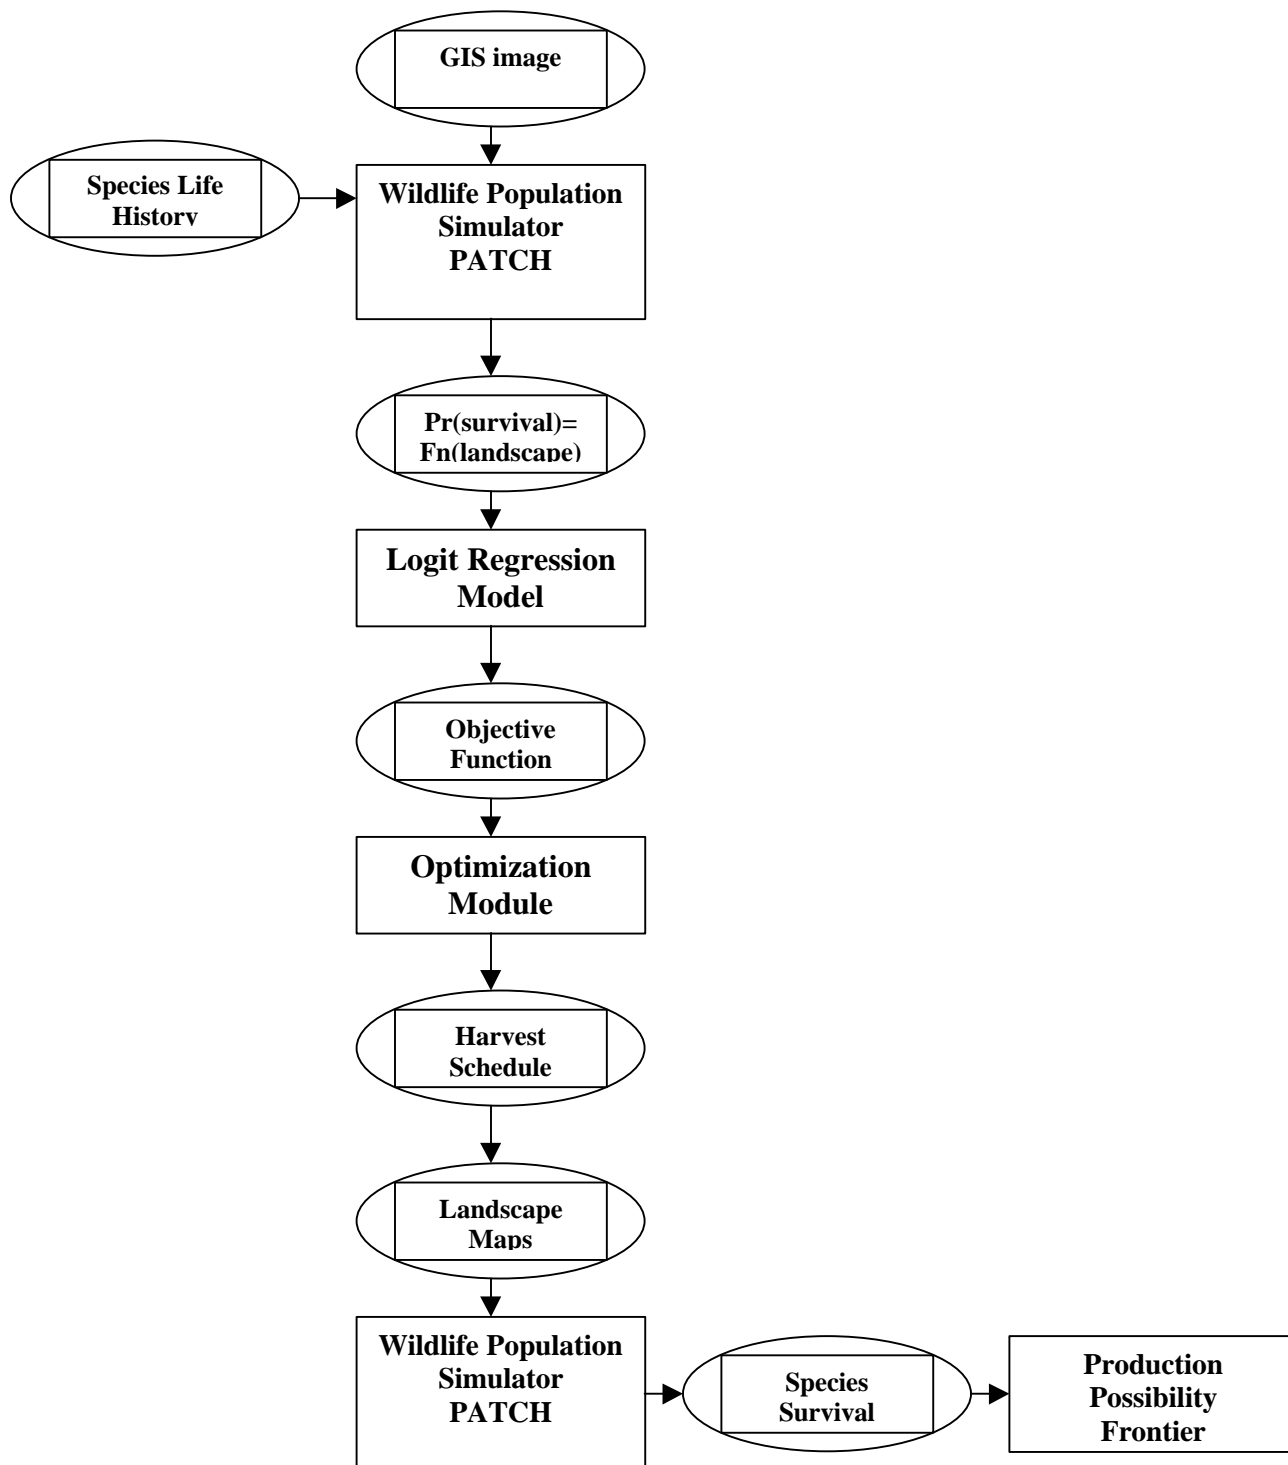 GIS image
Species Life
History
Wildlife Population
Simulator
PATCH
Pr(survival)=
Fn(landscape)
Logit Regression
Model
Objective
Function
Optimization
Module
Harvest
Schedule
Landscape
Maps
Wildlife Population
Simulator
PATCH
Species
Survival
Production
Possibility
Frontier